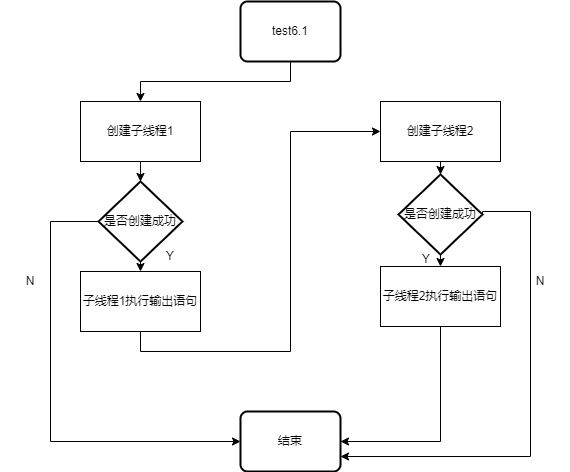 test6.1
创建子线程1
创建子线程2
是否创建成功
是否创建成功
Y
Y
N
N
子线程1执行输出语句
子线程2执行输出语句
结束